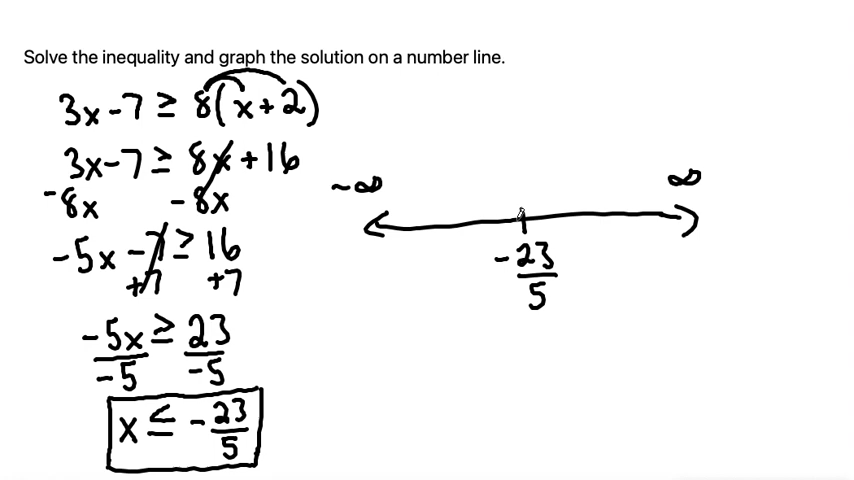 Solve the inequality and graph the solution on a number line.
3x - 7 ≥ 8(x + 2)
3x - 7 ≥ 8x + 16
-8x -8x
-5x - 7 ≥ 16
+7 +7
-5x ≥ 23
-5 -5
x ≤ - 23/5
-∞ ∞
- 23/5